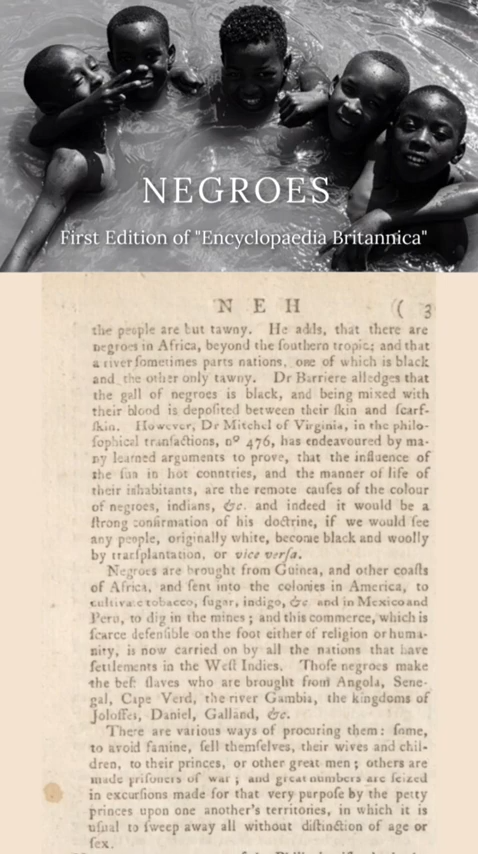 NEGROES
First Edition of "Encyclopaedia Britannica"
N E H ( 3
the people are but tawny. He adds, that there are
negroes in Africa, beyond the ſouthern tropic; and that
a river ſometimes parts nations, one of which is black
and the other only tawny. Dr Barriere alledges that
the gall of negroes is black, and being mixed with
their blood is depoſited between their ſkin and ſcarf-
ſkin. However, Dr Mitchel of Virginia, in the philo-
ſophical tranſactions, nº 476, has endeavoured by ma-
ny learned arguments to prove, that the influence of
the ſun in hot conntries, and the manner of life of
their inhabitants, are the remote cauſes of the colour
of negroes, indians, &c. and indeed it would be a
ſtrong confirmation of his doctrine, if we would ſee
any people, originally white, become black and woolly
by tranſplantation, or vice verſa.
Negroes are brought from Guinea, and other coaſts
of Africa, and ſent into the colonies in America, to
cultivate tobacco, ſugar, indigo, &c. and in Mexico and
Peru, to dig in the mines; and this commerce, which is
ſcarce defenſible on the foot either of religion or huma-
nity, is now carried on by all the nations that have
ſettlements in the Weſt Indies. Thoſe negroes make
the beſt ſlaves who are brought from Angola, Sene-
gal, Cape Verd, the river Gambia, the kingdoms of
Joloffes, Daniel, Galland, &c.
There are various ways of procuring them: ſome,
to avoid famine, ſell themſelves, their wives and chil-
dren, to their princes, or other great men; others are
made priſoners of war; and great numbers are ſeized
in excurſions made for that very purpoſe by the petty
princes upon one another's territories, in which it is
uſual to ſweep away all without diſtinction of age or
ſex.